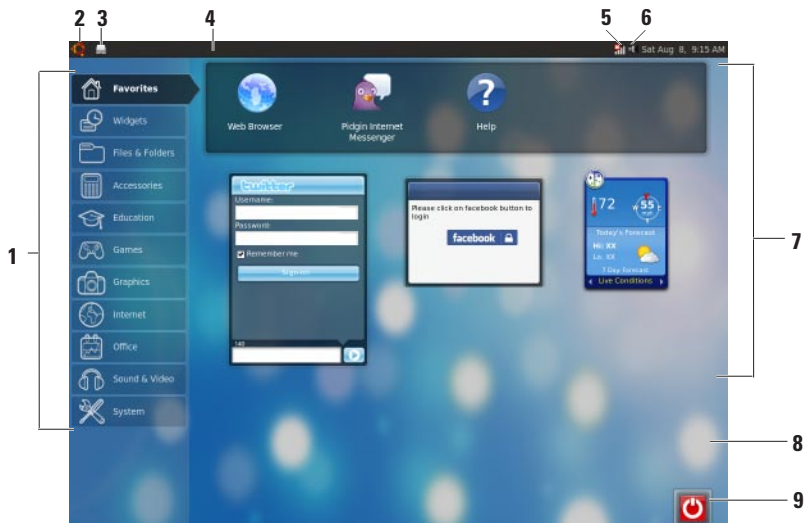 2 3 4 5 6
Sat Aug 8, 9:15 AM
1
Favorites
Widgets
Files & Folders
Accessories
Education
Games
Graphics
Internet
Office
Sound & Video
System
Web Browser
Pidgin Internet
Messenger
Help
twitter
Username:
Password:
Remember me
Sign-in!
140
Please click on facebook button to
login
facebook
72
55
Today's Forecast
Hi: XX
Lo: XX
7 Day Forecast
Live Conditions
7
8
9